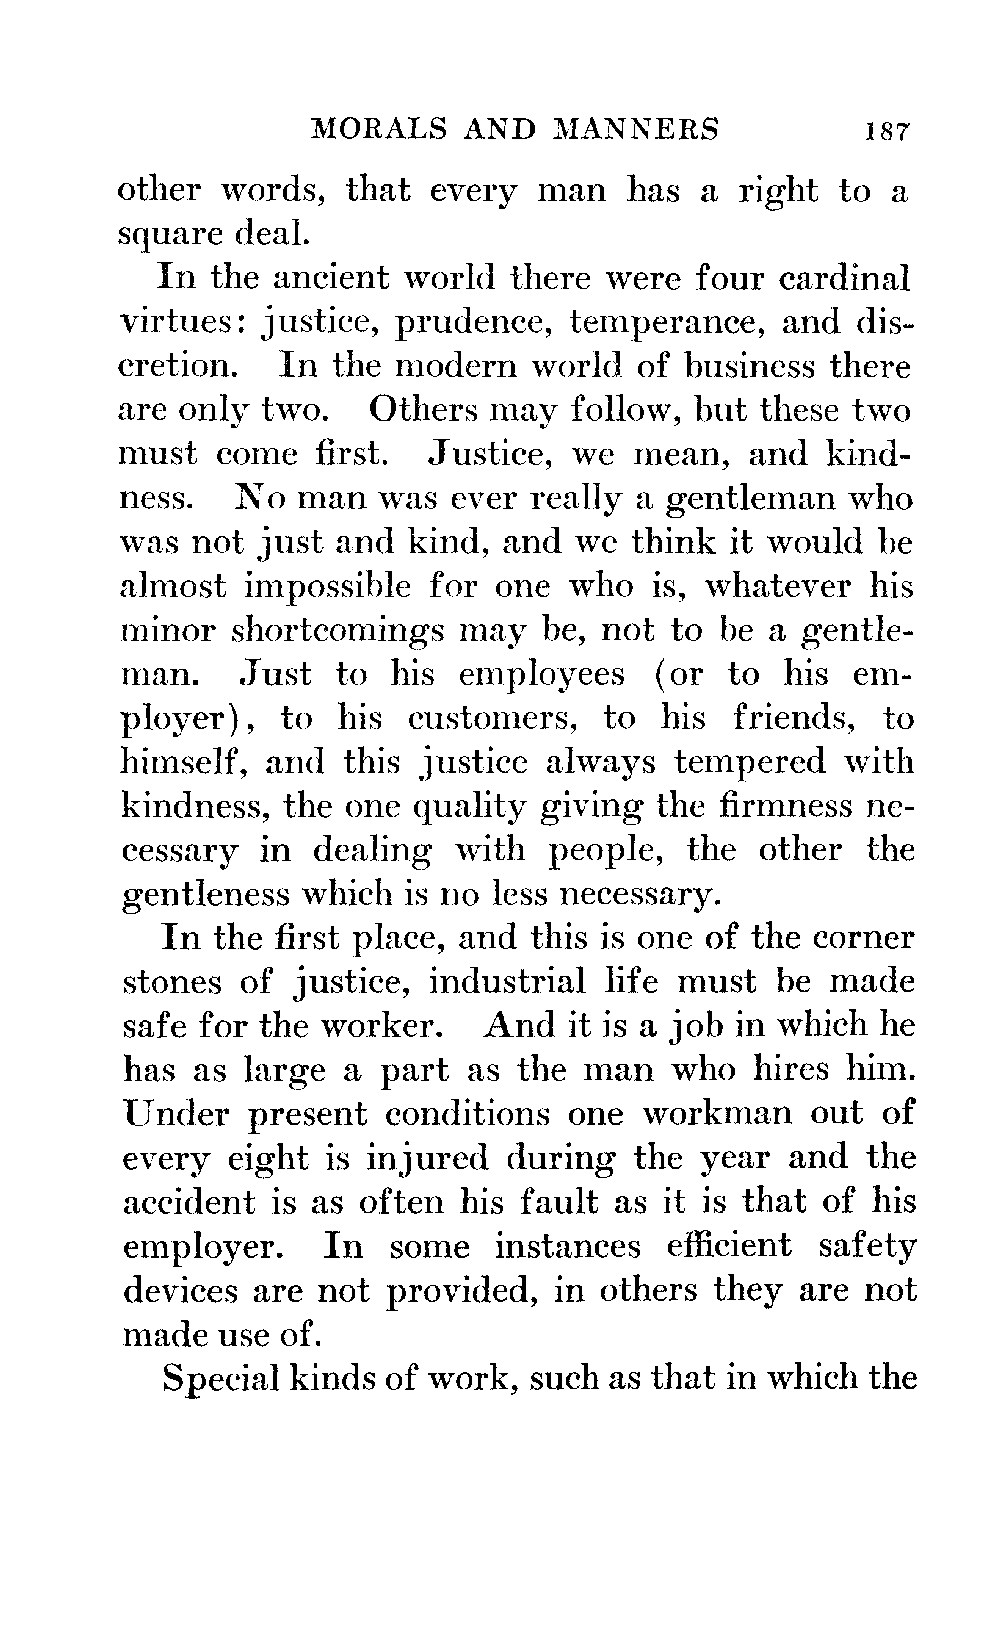 MORALS AND MANNERS 187
other words, that every man has a right to a
square deal.
In the ancient world there were four cardinal
virtues: justice, prudence, temperance, and dis-
cretion. In the modern world of business there
are only two. Others may follow, but these two
must come first. Justice, we mean, and kind-
ness. No man was ever really a gentleman who
was not just and kind, and we think it would be
almost impossible for one who is, whatever his
minor shortcomings may be, not to be a gentle-
man. Just to his employees (or to his em-
ployer), to his customers, to his friends, to
himself, and this justice always tempered with
kindness, the one quality giving the firmness ne-
cessary in dealing with people, the other the
gentleness which is no less necessary.
In the first place, and this is one of the corner
stones of justice, industrial life must be made
safe for the worker. And it is a job in which he
has as large a part as the man who hires him.
Under present conditions one workman out of
every eight is injured during the year and the
accident is as often his fault as it is that of his
employer. In some instances efficient safety
devices are not provided, in others they are not
made use of.
Special kinds of work, such as that in which the